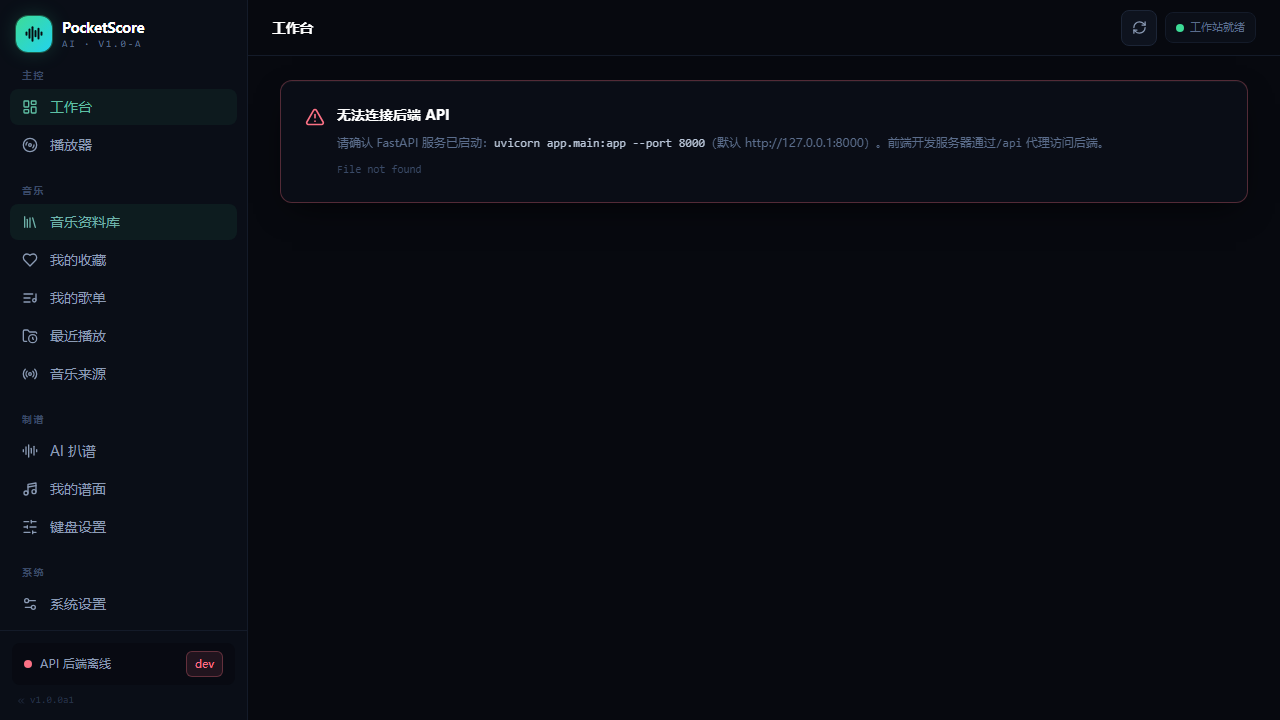 PocketScore
AI · V1.0-A
主控
工作台
播放器
音乐
音乐资料库
我的收藏
我的歌单
最近播放
音乐来源
制谱
AI 扒谱
我的谱面
键盘设置
系统
系统设置
API 后端离线
dev
v1.0.0a1
工作台
工作站就绪
无法连接后端 API
请确认 FastAPI 服务已启动: uvicorn app.main:app --port 8000（默认 http://127.0.0.1:8000）。前端开发服务器通过/api 代理访问后端。
File not found